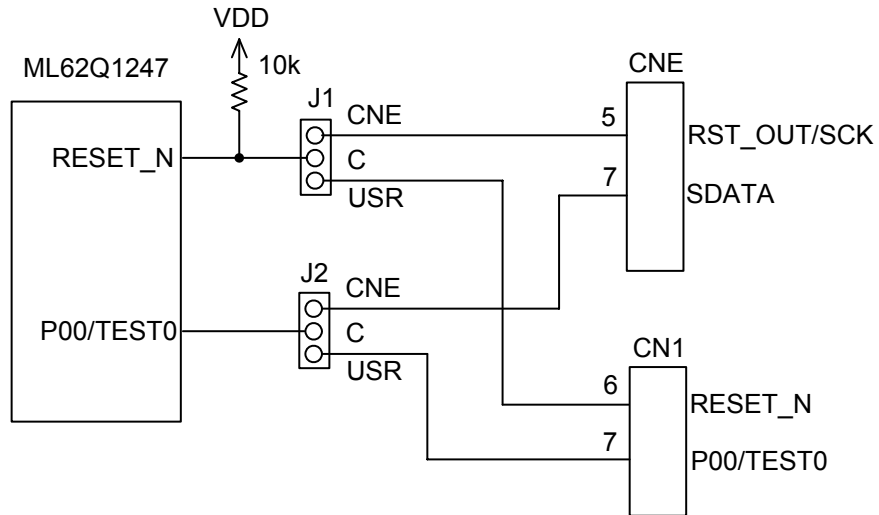 VDD
ML62Q1247
10k
CNE
J1
CNE
5
RST_OUT/SCK
RESET_N
C
7
SDATA
USR
J2
CNE
P00/TEST0
C
USR
CN1
6
RESET_N
7
P00/TEST0